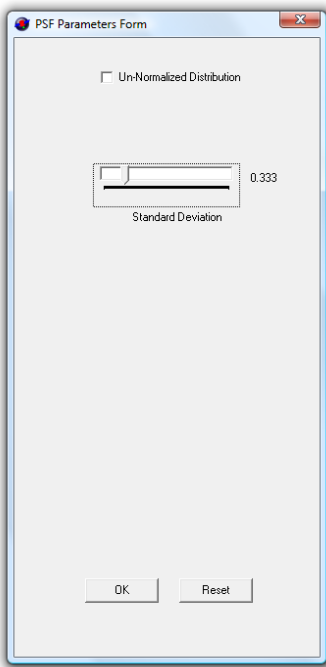 PSF Parameters Form
Un-Normalized Distribution
0.333
Standard Deviation
OK
Reset